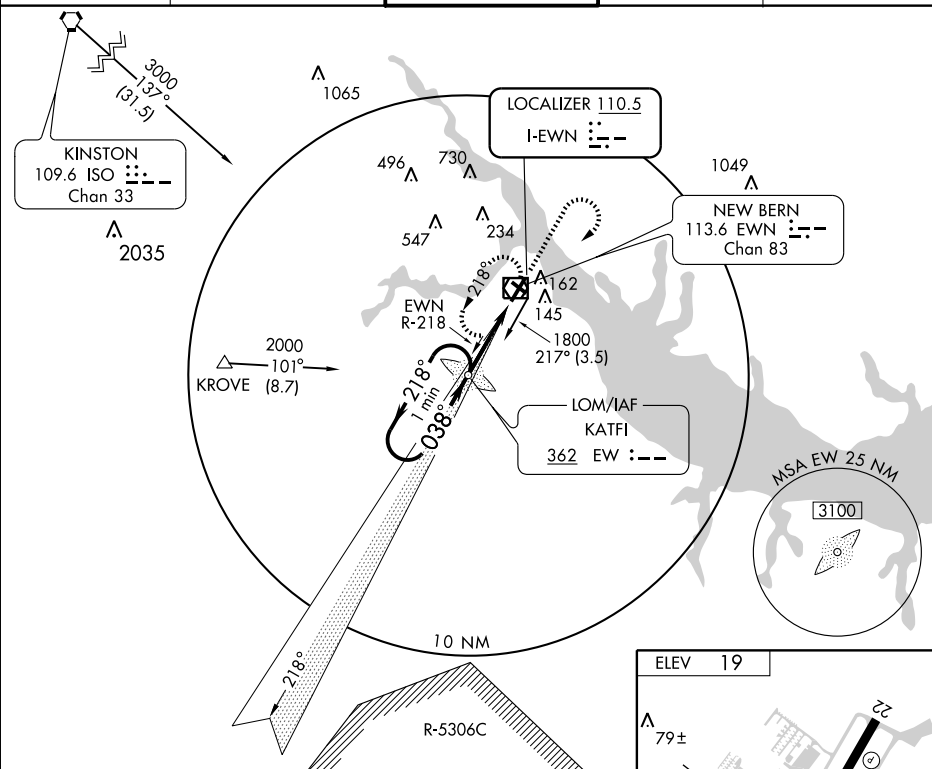 3000
137°
(31.5)
1065
LOCALIZER 110.5
I-EWN
KINSTON
109.6 ISO
Chan 33
496
730
1049
2035
547
234
NEW BERN
113.6 EWN
Chan 83
218°
162
145
EWN
R-218
1800
217° (3.5)
2000
101°
(8.7)
KROVE
218°
1 min
038°
LOM/IAF
KATFI
362 EW
MSA EW 25 NM
3100
10 NM
218°
R-5306C
ELEV 19
22
79±
P